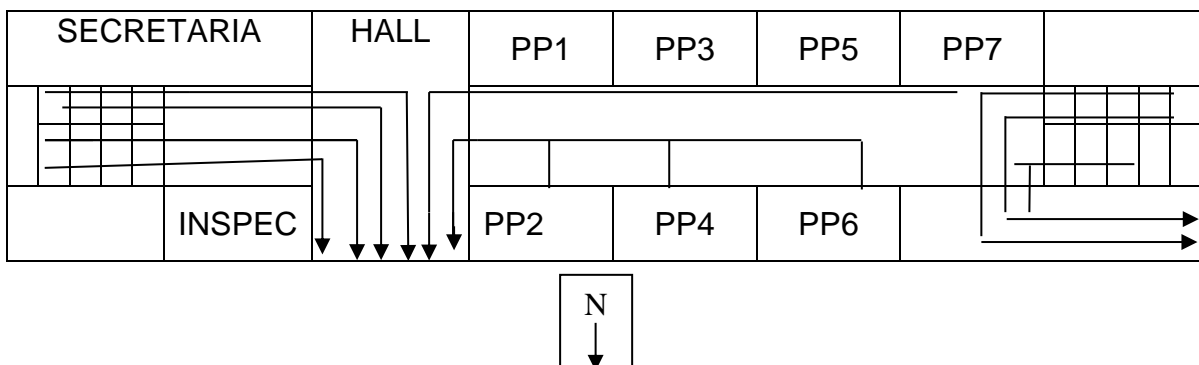 SECRETARIA HALL PP1 PP3 PP5 PP7
INSPEC PP2 PP4 PP6
N